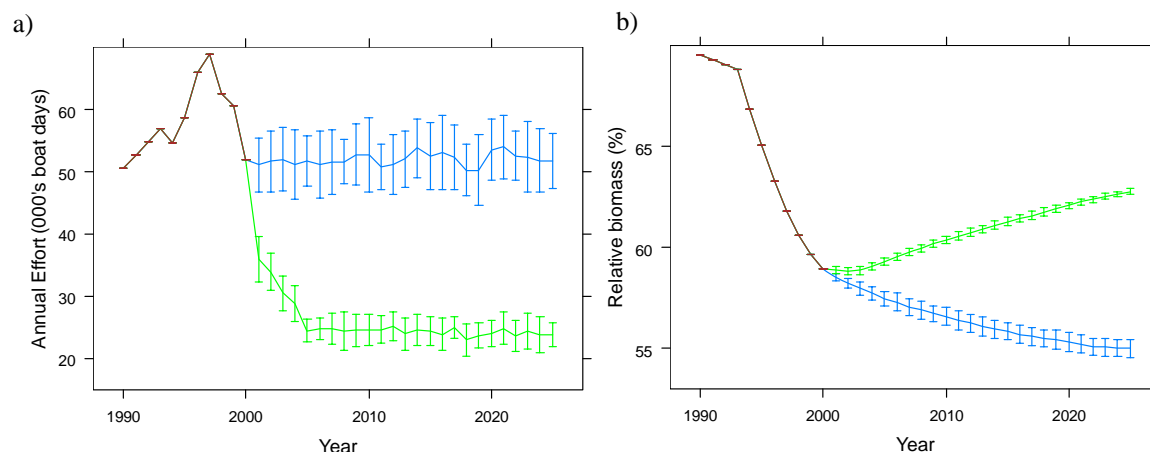 a)
Annual Effort (000's boat days)
60
50
40
30
20
1990
2000
2010
2020
Year
b)
Relative biomass (%)
65
60
55
1990
2000
2010
2020
Year